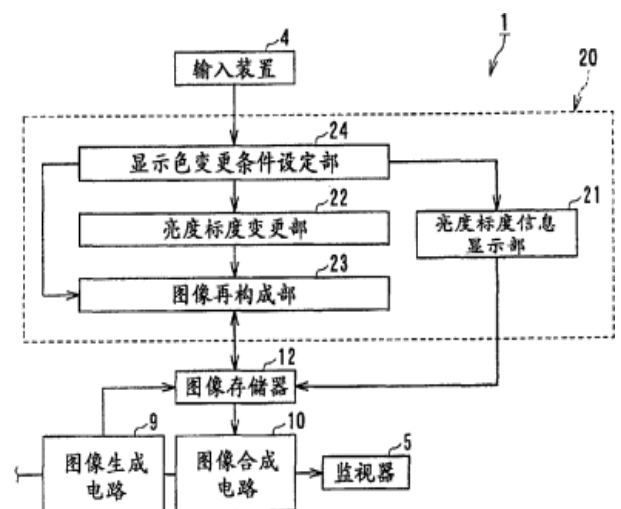 1
4
输入装置
20
24
显示色变更条件设定部
22
亮度标度变更部
21
亮度标度信息
显示部
23
图像再构成部
12
图像存储器
9
图像生成
电路
10
图像合成
电路
5
监视器